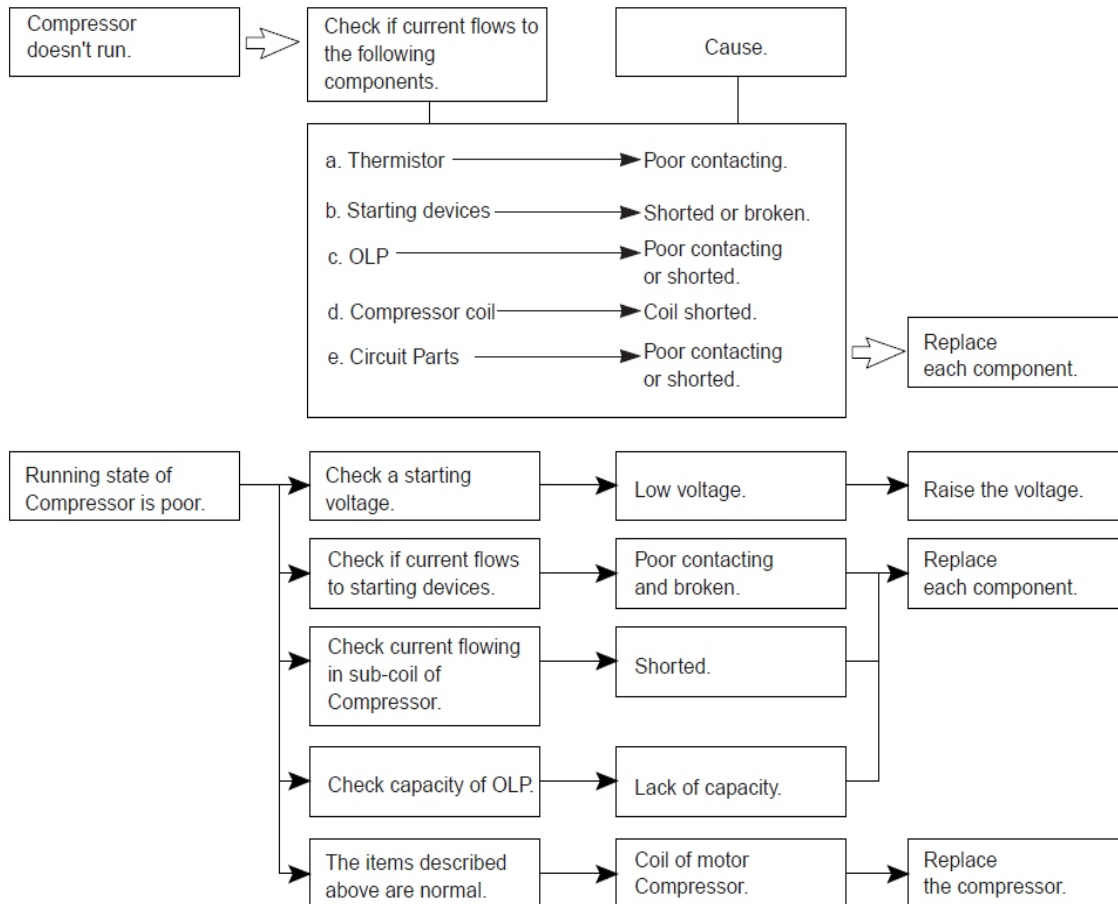 Compressor
doesn't run.
Check if current flows to
the following
components.
Cause.
a. Thermistor
Poor contacting.
b. Starting devices
Shorted or broken.
c. OLP
Poor contacting
or shorted.
d. Compressor coil
Coil shorted.
e. Circuit Parts
Poor contacting
or shorted.
Replace
each component.
Running state of
Compressor is poor.
Check a starting
voltage.
Low voltage.
Raise the voltage.
Check if current flows
to starting devices.
Poor contacting
and broken.
Replace
each component.
Check current flowing
in sub-coil of
Compressor.
Shorted.
Check capacity of OLP.
Lack of capacity.
The items described
above are normal.
Coil of motor
Compressor.
Replace
the compressor.